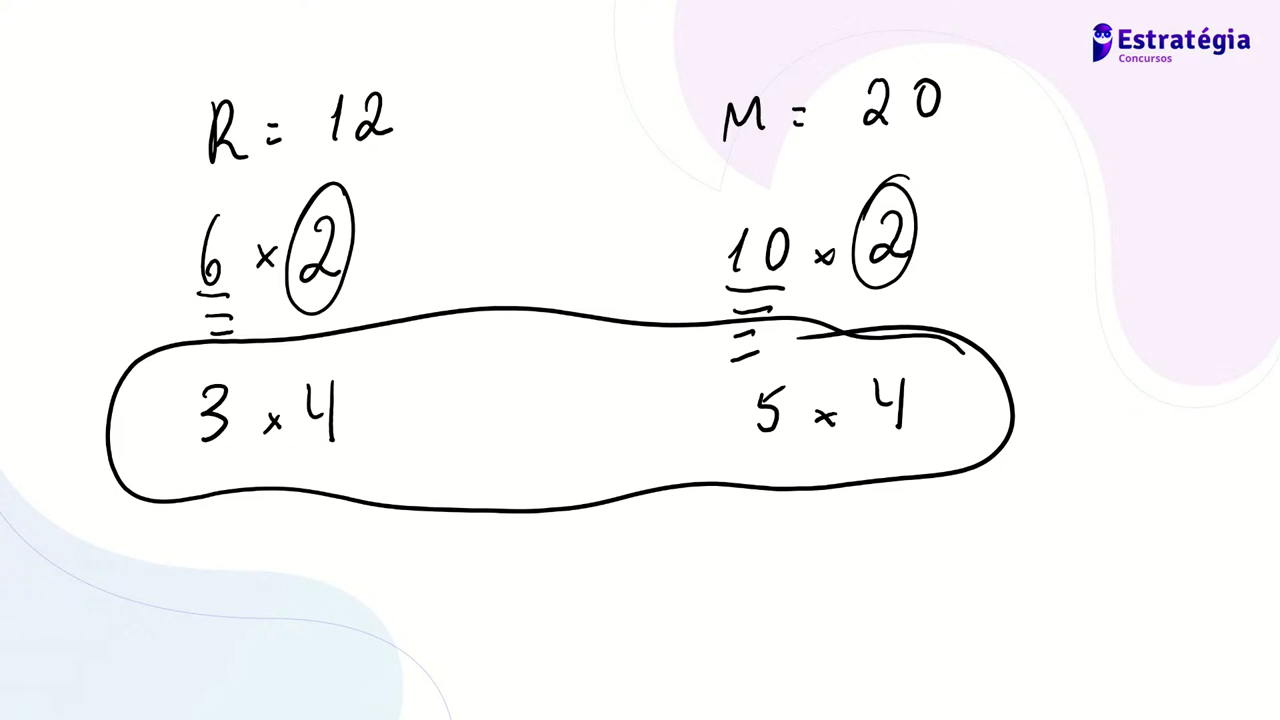 Estratégia
Concursos
R = 12
M = 20
6 × 2
10 × 2
3 × 4
5 × 4